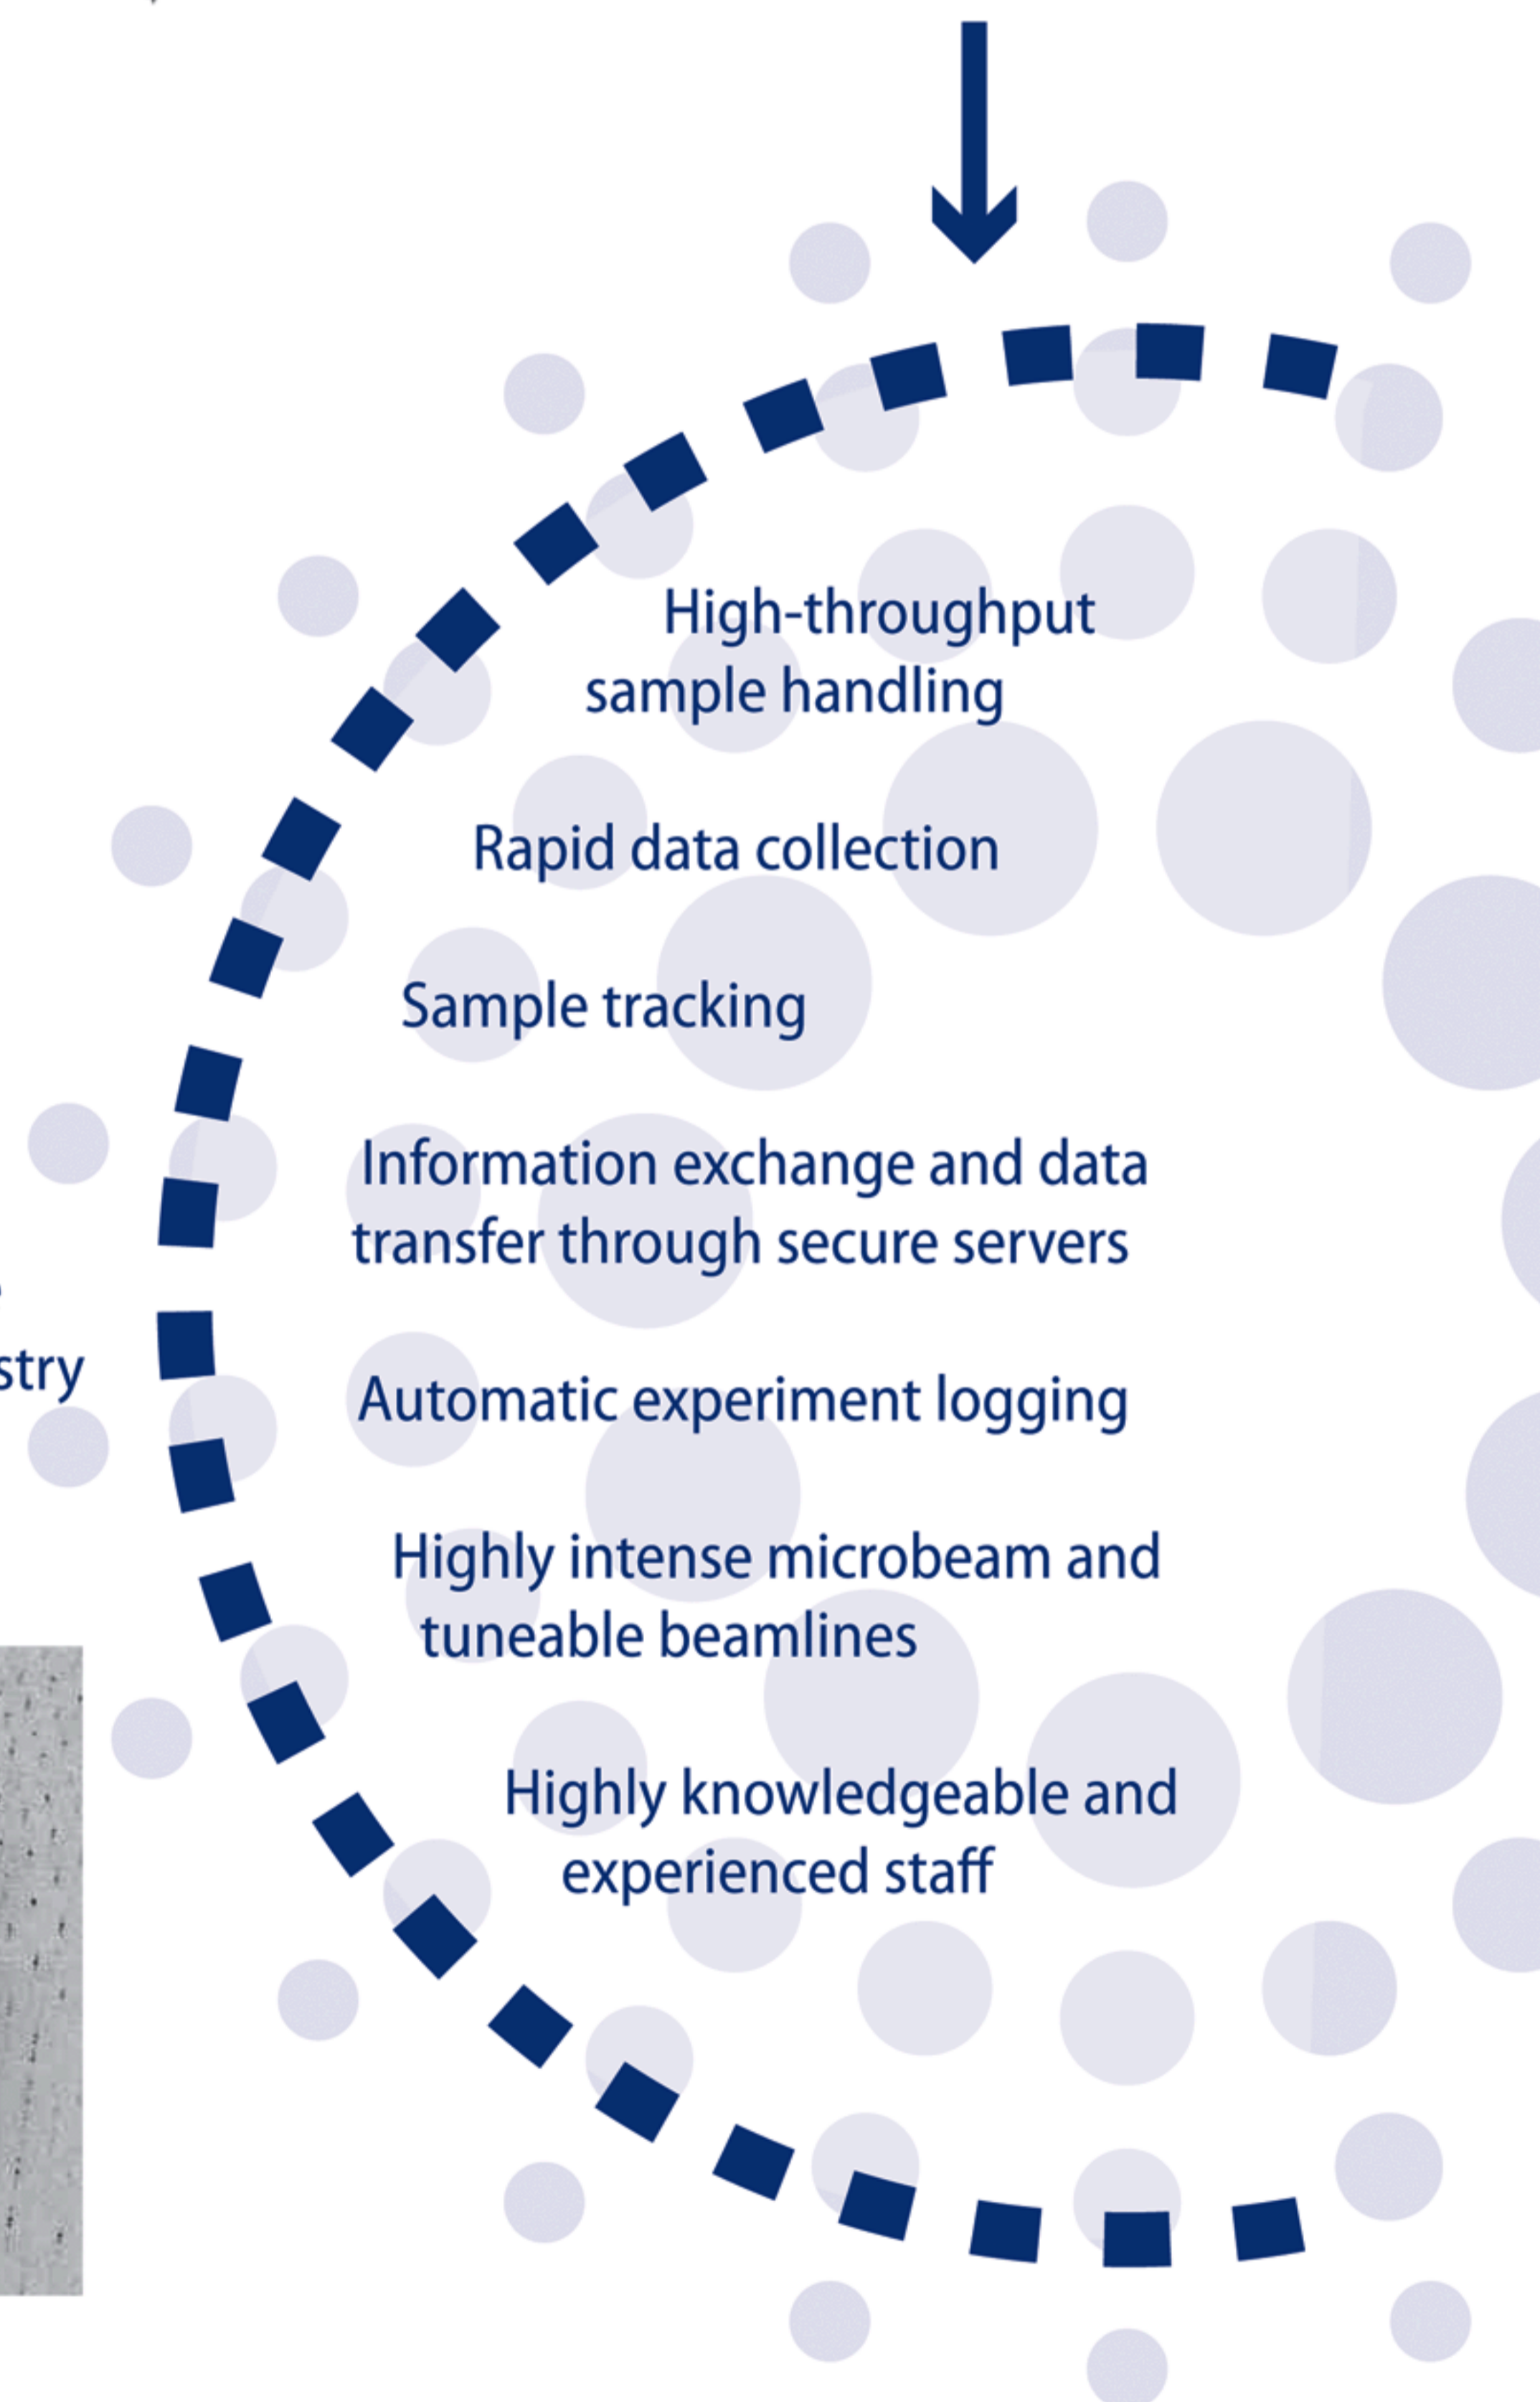 High-throughput
sample handling
Rapid data collection
Sample tracking
Information exchange and data
transfer through secure servers
stry
Automatic experiment logging
Highly intense microbeam and
tuneable beamlines
Highly knowledgeable and
experienced staff